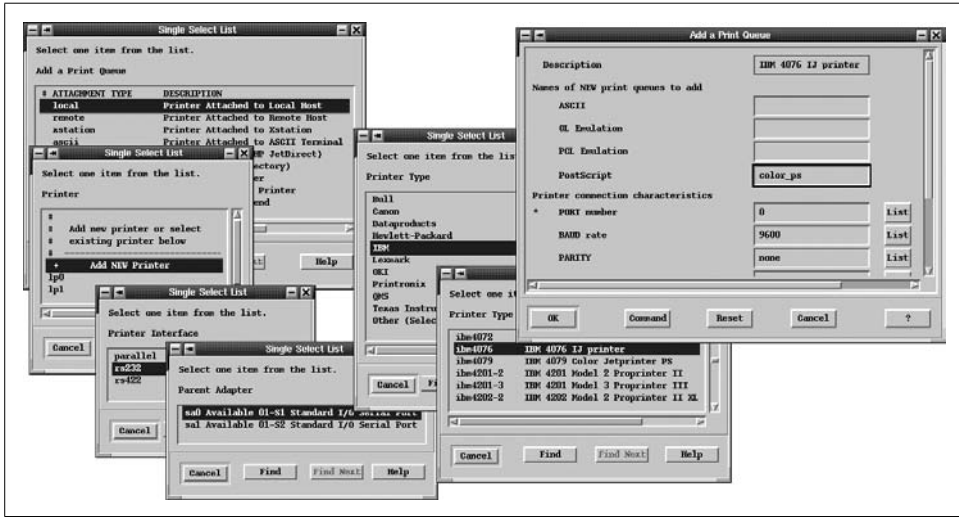 Single Select List
Select one item from the list.
Add a Print Queue
# ATTACHMENT TYPE DESCRIPTION
local Printer Attached to Local Host
remote Printer Attached to Remote Host
xstation Printer Attached to Xstation
ascii Printer Attached to ASCII Terminal
JetDirect)
Printer
Help
Single Select List
Select one item from the list.
Printer
#
# Add new printer or select
# existing printer below
#
+ Add NEW Printer
lp0
lp1
Cancel
Single Select List
Select one item from the list.
Printer Interface
parallel
rs232
rs422
Cancel
Single Select List
Select one item from the list.
Parent Adapter
sa0 Available 01-S1 Standard I/O Serial Port
sa1 Available 01-S2 Standard I/O Serial Port
Cancel Find Find Next Help
Single Select List
Select one item from the lis
Printer Type
Bull
Canon
Dataproducts
Hewlett-Packard
IBM
Lexmark
OKI
Printronix
QMS
Texas Instru
Other (Selec
Cancel
Select one it
Printer Type
ibm4072
ibm4076 IBM 4076 IJ printer
ibm4079 IBM 4079 Color Jetprinter PS
ibm4201-2 IBM 4201 Model 2 Proprinter II
ibm4201-3 IBM 4201 Model 3 Proprinter III
ibm4202-2 IBM 4202 Model 2 Proprinter II XL
Cancel Find Find Next Help
Add a Print Queue
Description IBM 4076 IJ printer
Names of NEW print queues to add
ASCII
GL Emulation
PCL Emulation
PostScript color_ps
Printer connection characteristics
* PORT number 0 List
BAUD rate 9600 List
PARITY none List
OK Command Reset Cancel ?